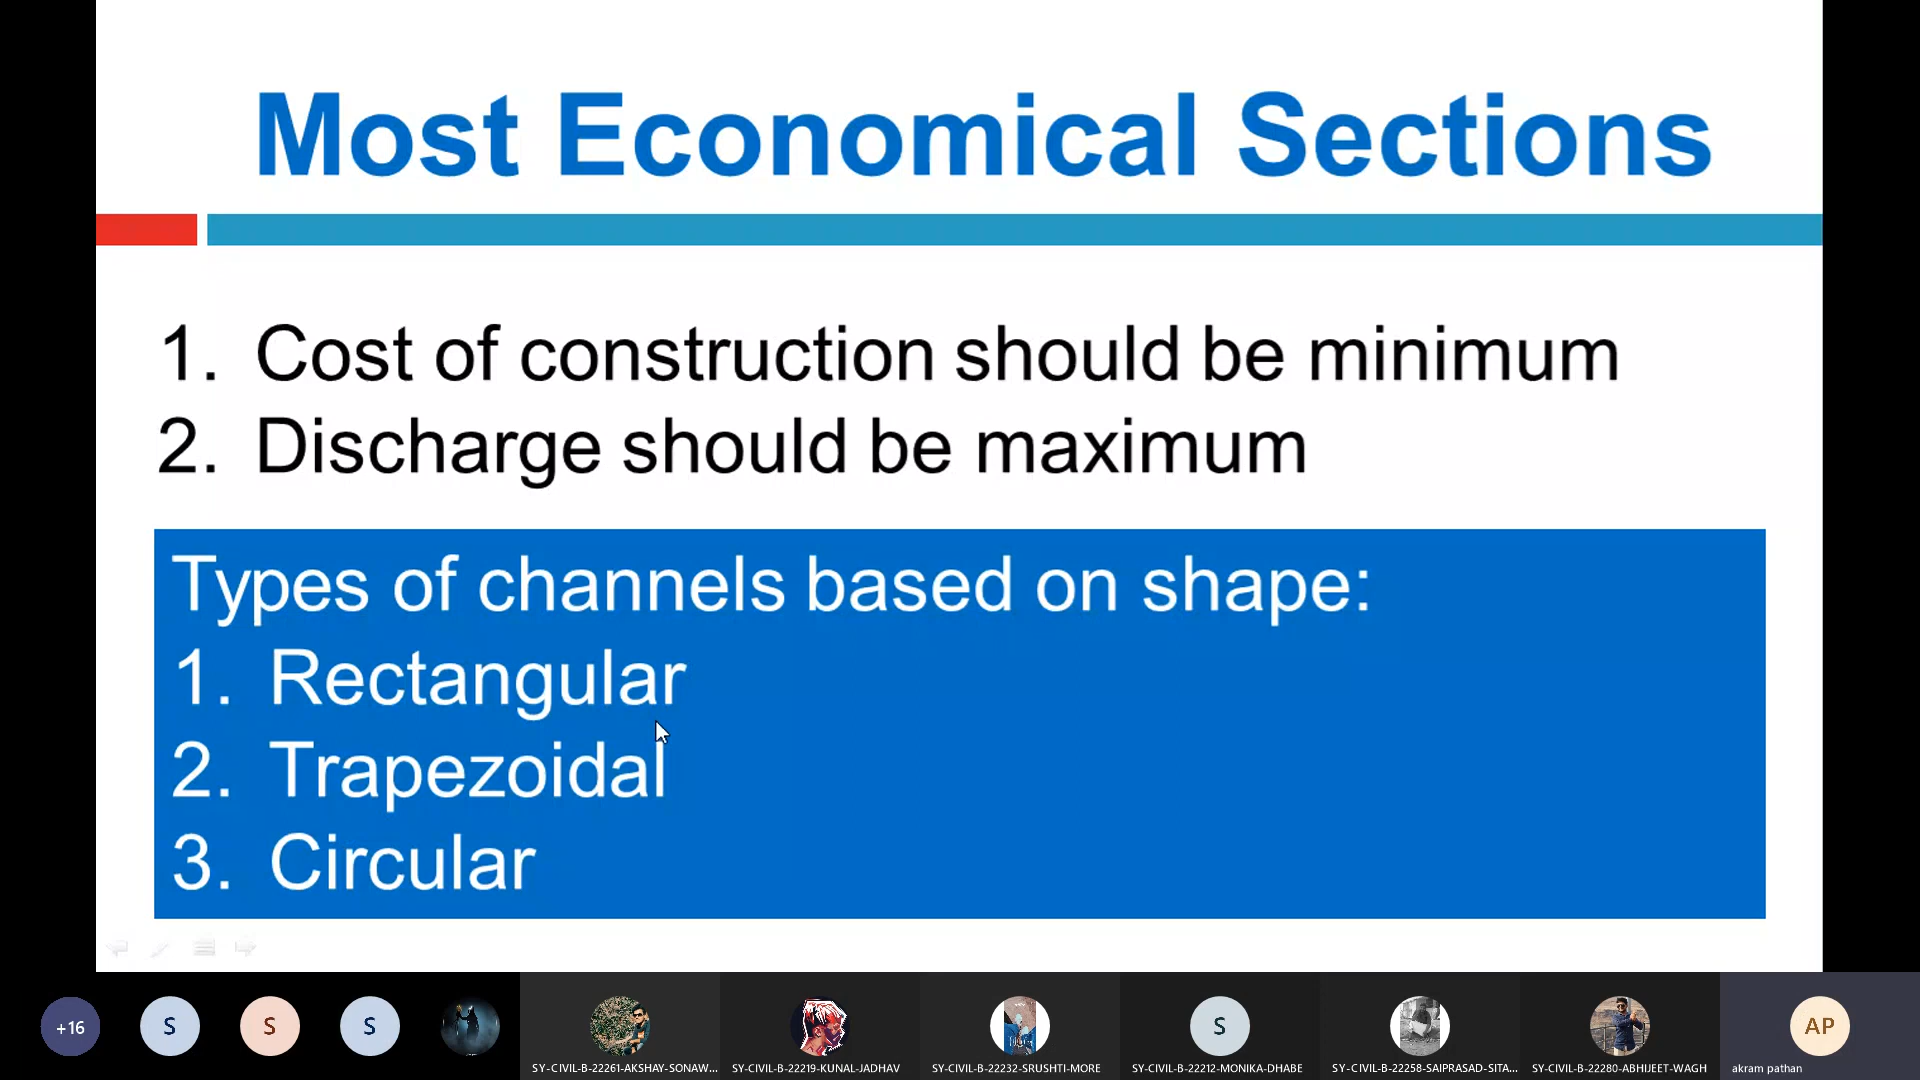 Most Economical Sections
1. Cost of construction should be minimum
2. Discharge should be maximum
Types of channels based on shape:
1. Rectangular
2. Trapezoidal
3. Circular
+16
S
S
S
S
AP
SY-CIVIL-B-22261-AKSHAY-SONAW...
SY-CIVIL-B-22219-KUNAL-JADHAV
SY-CIVIL-B-22232-SRUSHTI-MORE
SY-CIVIL-B-22212-MONIKA-DHABE
SY-CIVIL-B-22258-SAIPRASAD-SITA...
SY-CIVIL-B-22280-ABHIJEET-WAGH
akram pathan